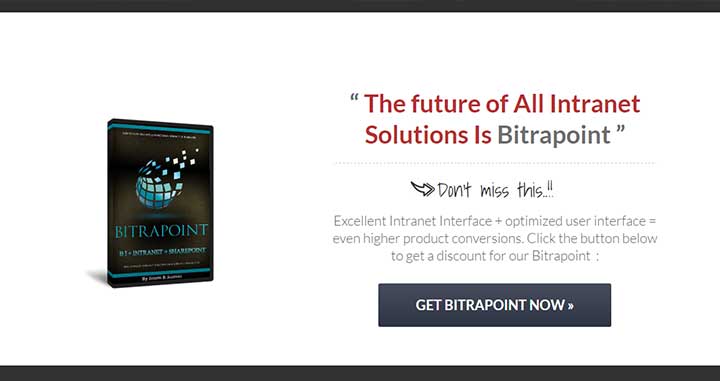 “ The future of All Intranet
Solutions Is Bitrapoint ”
Don't miss this..!!
Excellent Intranet Interface + optimized user interface =
even higher product conversions. Click the button below
to get a discount for our Bitrapoint :
GET BITRAPOINT NOW »
BITRAPOINT
B I + INTRANET + SHAREPOINT